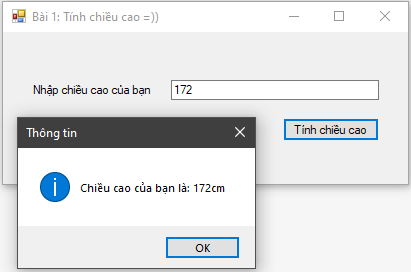 Bài 1: Tính chiều cao =))
Nhập chiều cao của bạn
172
Tính chiều cao
Thông tin
Chiều cao của bạn là: 172cm
OK